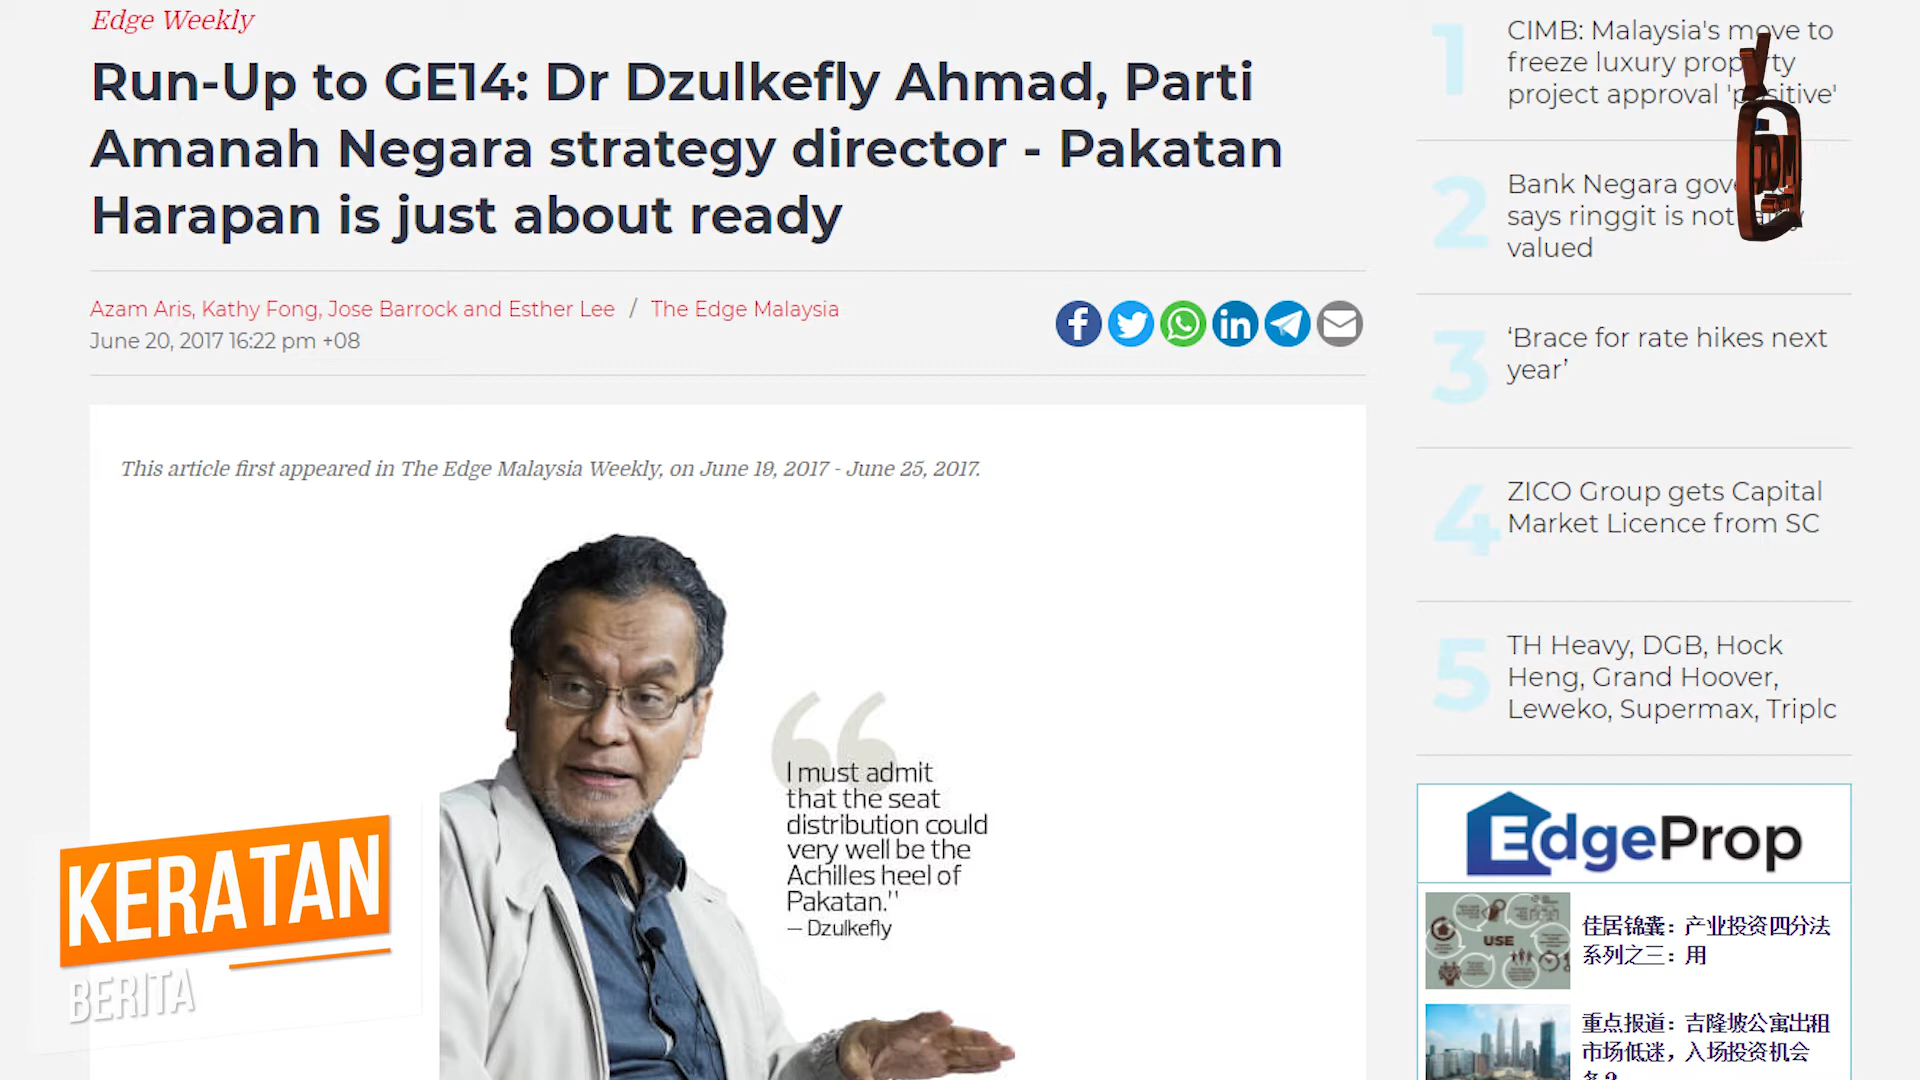 Edge Weekly
Run-Up to GE14: Dr Dzulkefly Ahmad, Parti
Amanah Negara strategy director - Pakatan
Harapan is just about ready
Azam Aris, Kathy Fong, Jose Barrock and Esther Lee / The Edge Malaysia
June 20, 2017 16:22 pm +08
This article first appeared in The Edge Malaysia Weekly, on June 19, 2017 - June 25, 2017.
I must admit
that the seat
distribution could
very well be the
Achilles heel of
Pakatan."
– Dzulkefly
KERATAN
BERITA
1
CIMB: Malaysia's move to
freeze luxury property
project approval 'positive'
2
Bank Negara
says ringgit is not
valued
3
‘Brace for rate hikes next
year’
4
ZICO Group gets Capital
Market Licence from SC
5
TH Heavy, DGB, Hock
Heng, Grand Hoover,
Leweko, Supermax, Triplc
EdgeProp
USE
佳居锦囊：产业投资四分法
系列之三：用
重点报道：吉隆坡公寓出租
市场低迷，入场投资机会